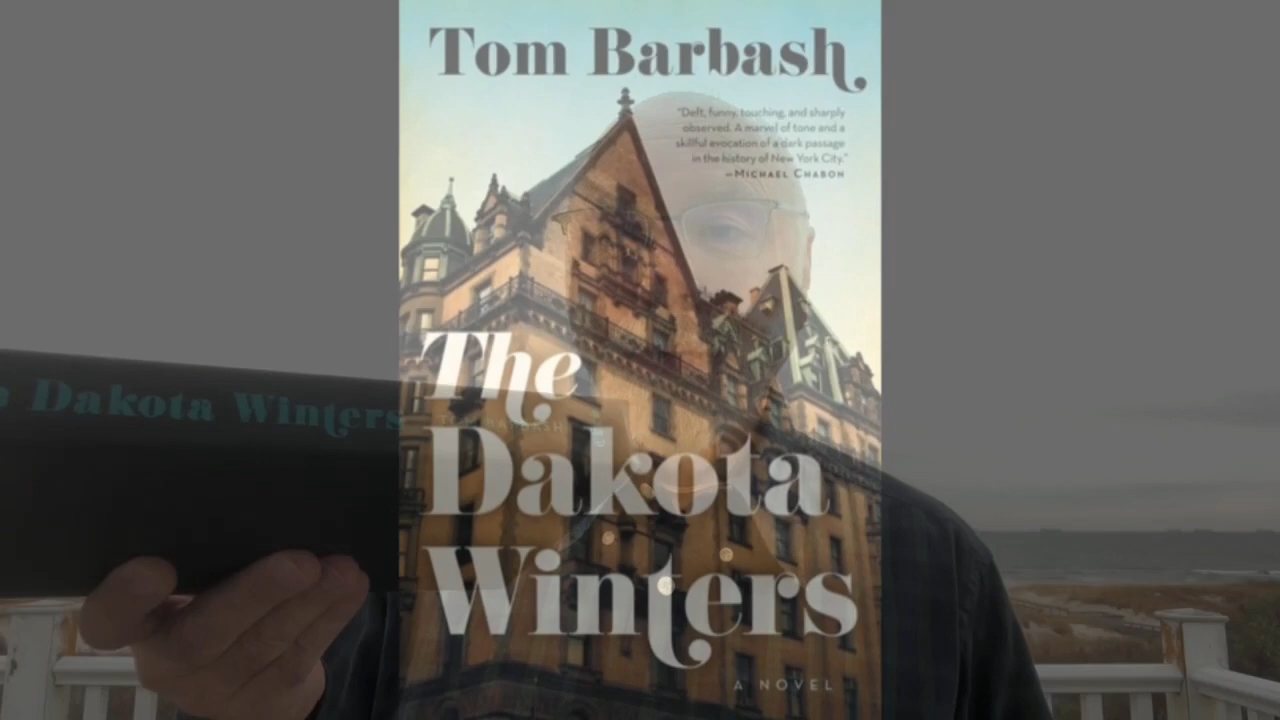 Tom Barbash
"Deft, funny, touching, and sharply
observed. A marvel of tone and a
skillful evocation of a dark passage
in the history of New York City."
—MICHAEL CHABON
The
Dakota
Winters
A NOVEL
Dakota Winters